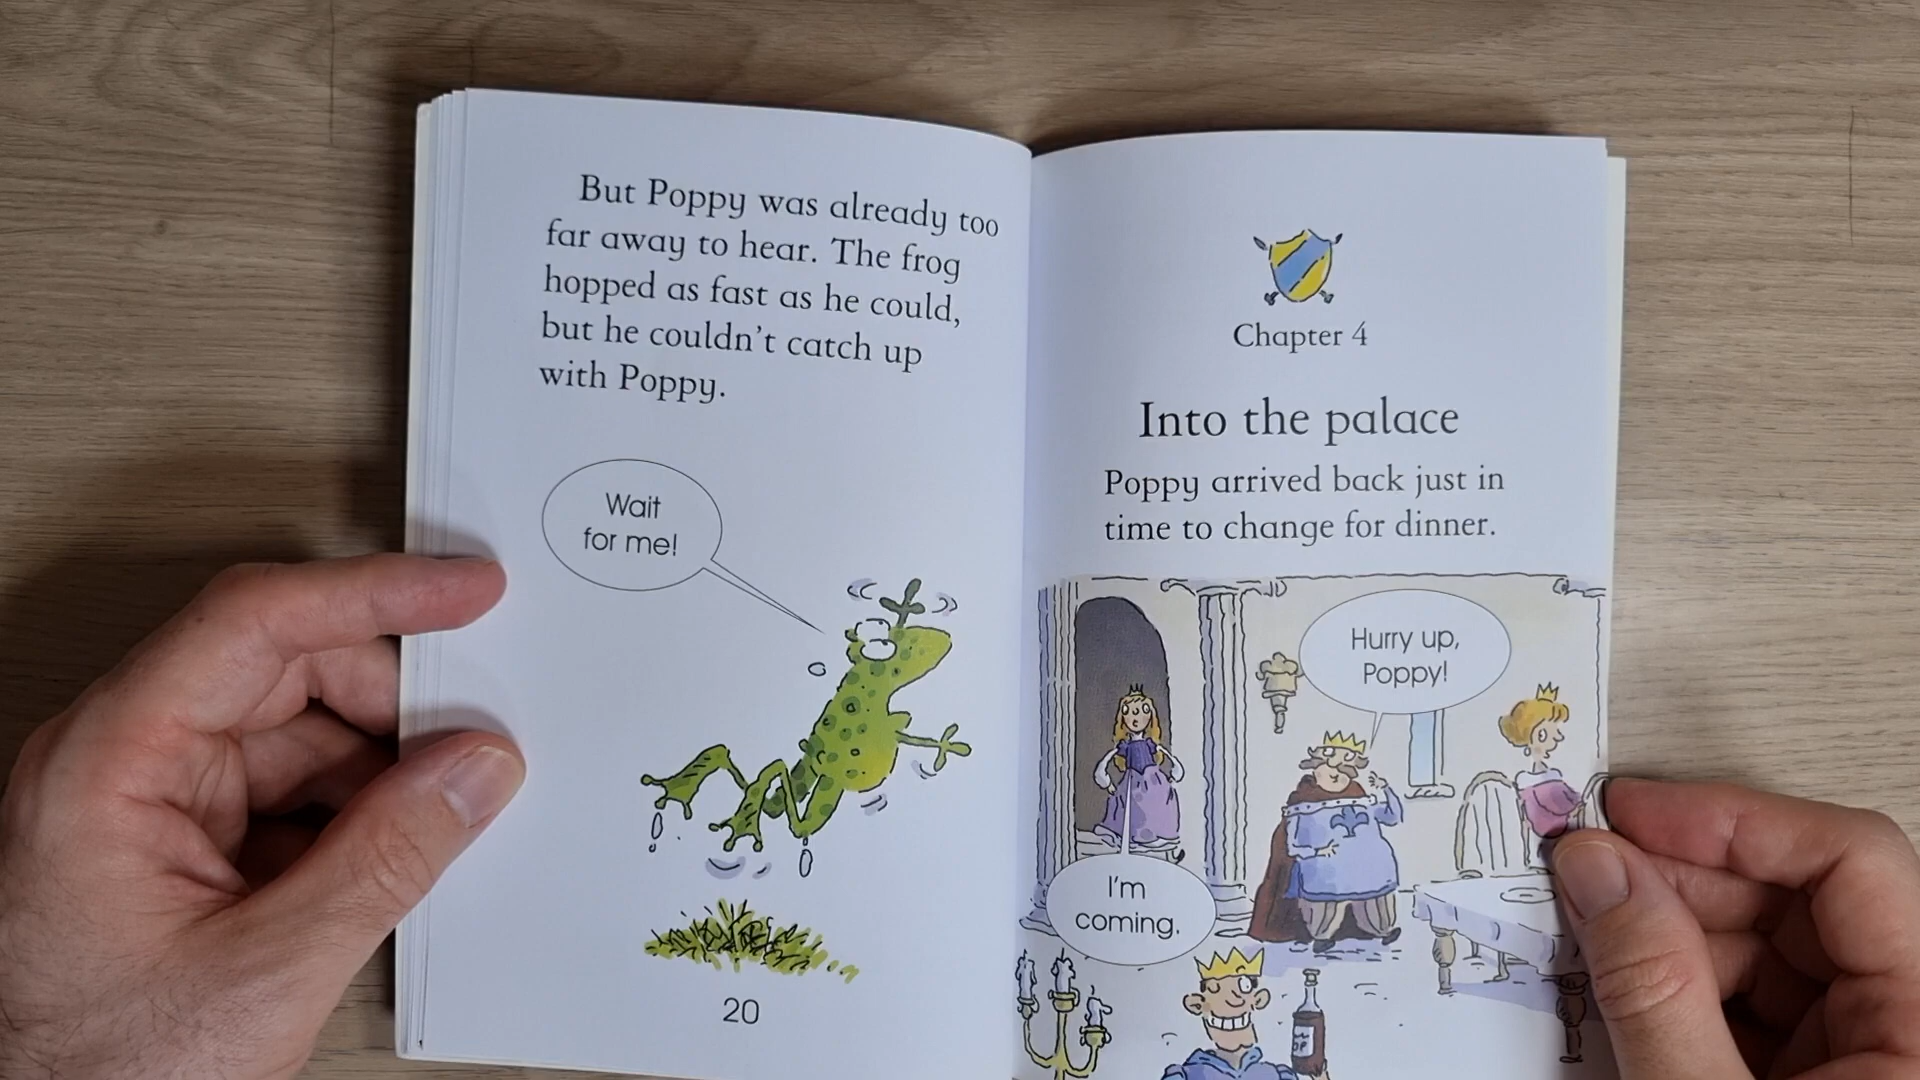 But Poppy was already too
far away to hear. The frog
hopped as fast as he could,
but he couldn't catch up
with Poppy.
Wait
for me!
20
Chapter 4
Into the palace
Poppy arrived back just in
time to change for dinner.
Hurry up,
Poppy!
I'm
coming.